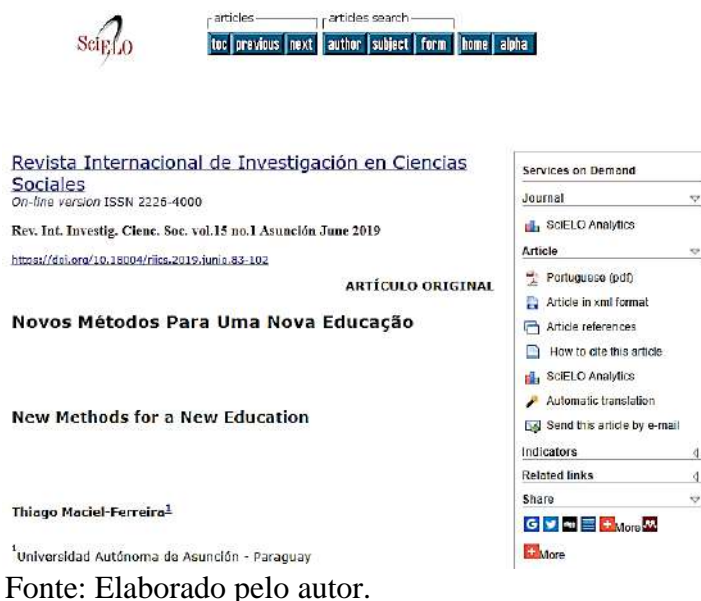 articles
articles search
SciELO
toc previous next author subject form home alpha
Revista Internacional de Investigación en Ciencias
Sociales
On-line version ISSN 2226-4000
Rev. Int. Investig. Cienc. Soc. vol.15 no.1 Asunción June 2019
https://doi.org/10.18004/riics.2019.junio.83-102
ARTÍCULO ORIGINAL
Novos Métodos Para Uma Nova Educação
New Methods for a New Education
Thiago Maciel-Ferreira1
1Universidad Autónoma de Asunción - Paraguay
Services on Demand
Journal
SciELO Analytics
Article
Portuguese (pdf)
Article in xml format
Article references
How to cite this article
SciELO Analytics
Automatic translation
Send this article by e-mail
Indicators
Related links
Share
More
More
Fonte: Elaborado pelo autor.